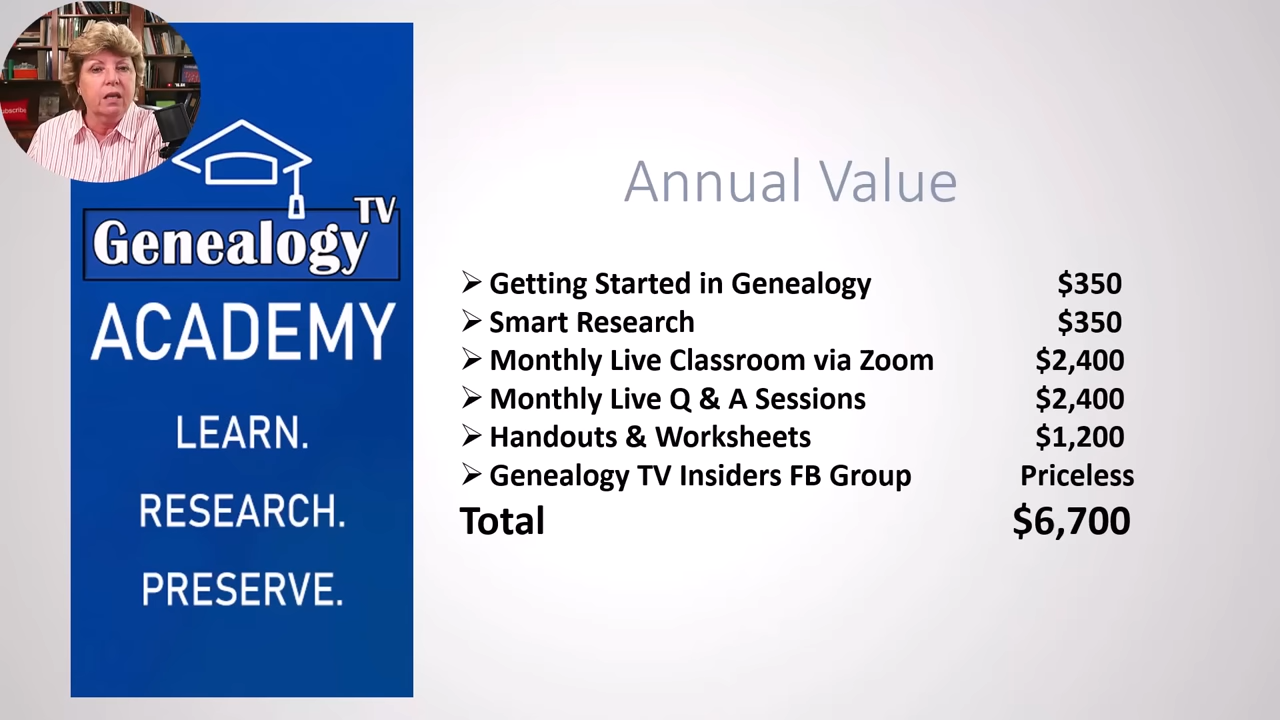 Subscribe
Genealogy TV
ACADEMY
LEARN.
RESEARCH.
PRESERVE.
Annual Value
➢ Getting Started in Genealogy $350
➢ Smart Research $350
➢ Monthly Live Classroom via Zoom $2,400
➢ Monthly Live Q & A Sessions $2,400
➢ Handouts & Worksheets $1,200
➢ Genealogy TV Insiders FB Group Priceless
Total $6,700